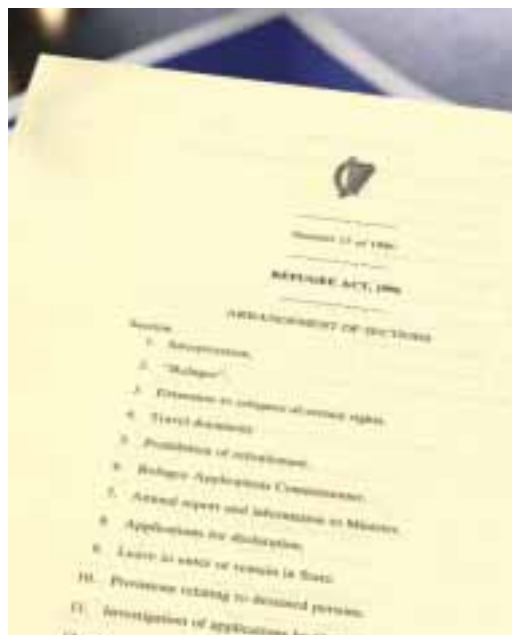 Number 17 of 1996
REFUGEE ACT, 1996
ARRANGEMENT OF SECTIONS
Section
1. Interpretation.
2. "Refugee".
3. Extension to refugees of certain rights.
4. Travel documents.
5. Prohibition of refoulement.
6. Refugee Applications Commissioner.
7. Annual report and information to Minister.
8. Applications for declaration.
9. Leave to enter or remain in State.
10. Provisions relating to detained persons.
11. Investigation of applications by